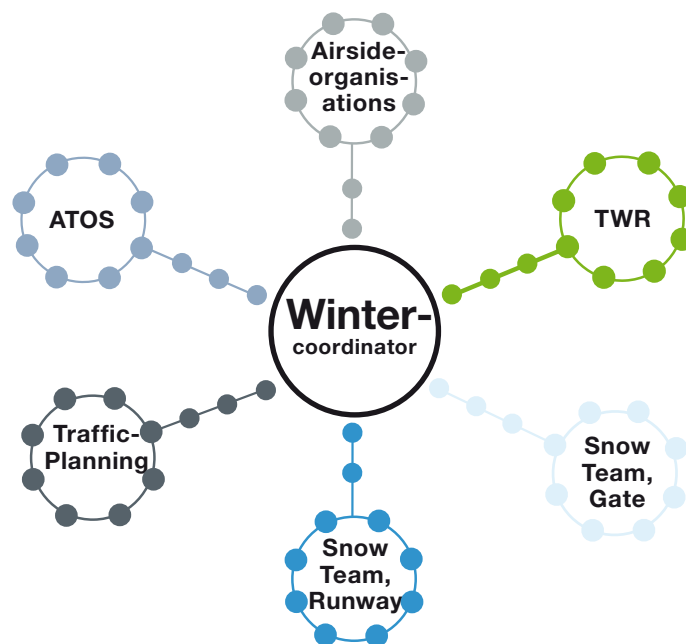 Airside-
organis-
ations
ATOS
TWR
Winter-
coordinator
Traffic-
Planning
Snow
Team,
Gate
Snow
Team,
Runway